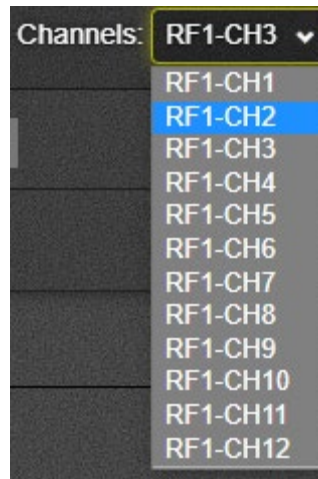 Channels: RF1-CH3
RF1-CH1
RF1-CH2
RF1-CH3
RF1-CH4
RF1-CH5
RF1-CH6
RF1-CH7
RF1-CH8
RF1-CH9
RF1-CH10
RF1-CH11
RF1-CH12